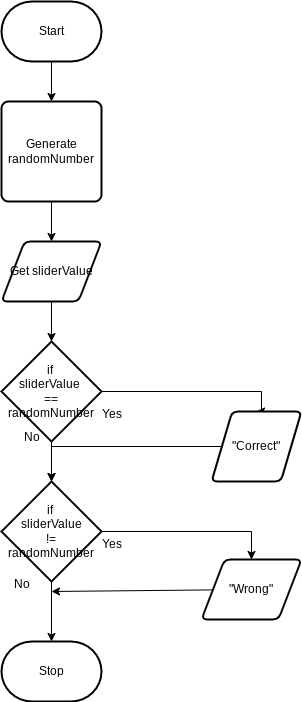 Start
Generate
randomNumber
Get sliderValue
if
sliderValue
==
randomNumber
Yes
No
"Correct"
if
sliderValue
!=
randomNumber
Yes
No
"Wrong"
Stop